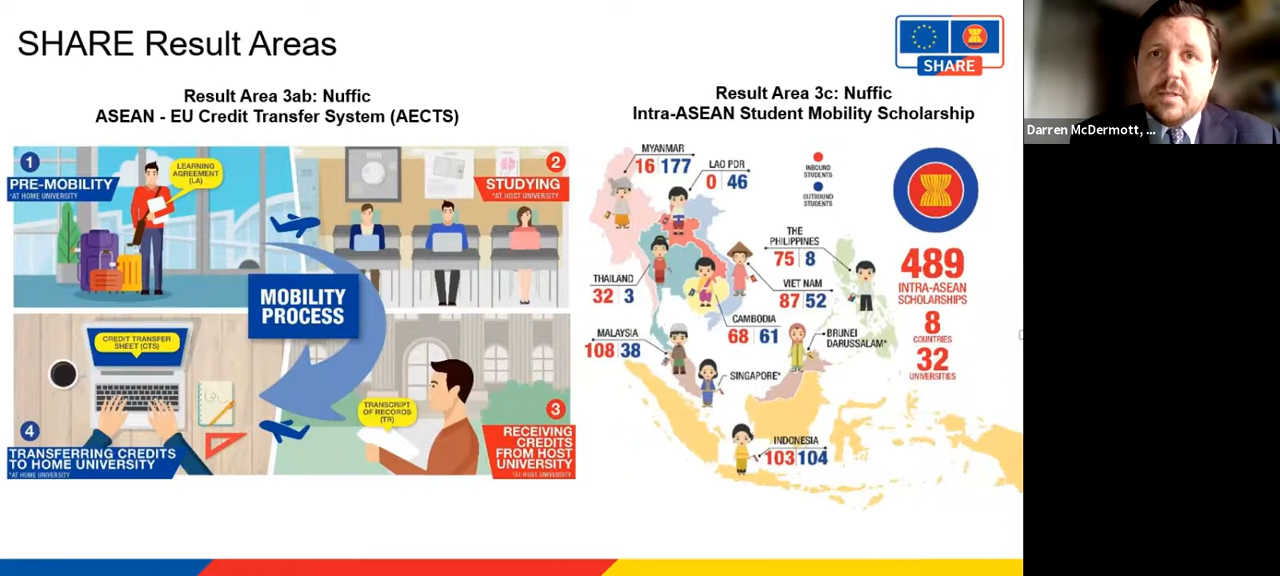 SHARE Result Areas
SHARE
Darren McDermott, ...
Result Area 3ab: Nuffic
ASEAN - EU Credit Transfer System (AECTS)
1
PRE-MOBILITY
*AT HOME UNIVERSITY
LEARNING
AGREEMENT
(LA)
2
STUDYING
*AT HOST UNIVERSITY
MOBILITY
PROCESS
CREDIT TRANSFER
SHEET (CTS)
4
TRANSFERRING CREDITS
TO HOME UNIVERSITY
*AT HOME UNIVERSITY
TRANSCRIPT
OF RECORDS
(TR)
3
RECEIVING
CREDITS
FROM HOST
UNIVERSITY
*AT HOST UNIVERSITY
Result Area 3c: Nuffic
Intra-ASEAN Student Mobility Scholarship
MYANMAR
16 177
LAO PDR
0 46
INBOUND
STUDENTS
OUTBOUND
STUDENTS
THE
PHILIPPINES
75 8
THAILAND
32 3
VIET NAM
87 52
CAMBODIA
68 61
MALAYSIA
108 38
BRUNEI
DARUSSALAM*
SINGAPORE*
INDONESIA
103 104
489
INTRA-ASEAN
SCHOLARSHIPS
8
COUNTRIES
32
UNIVERSITIES